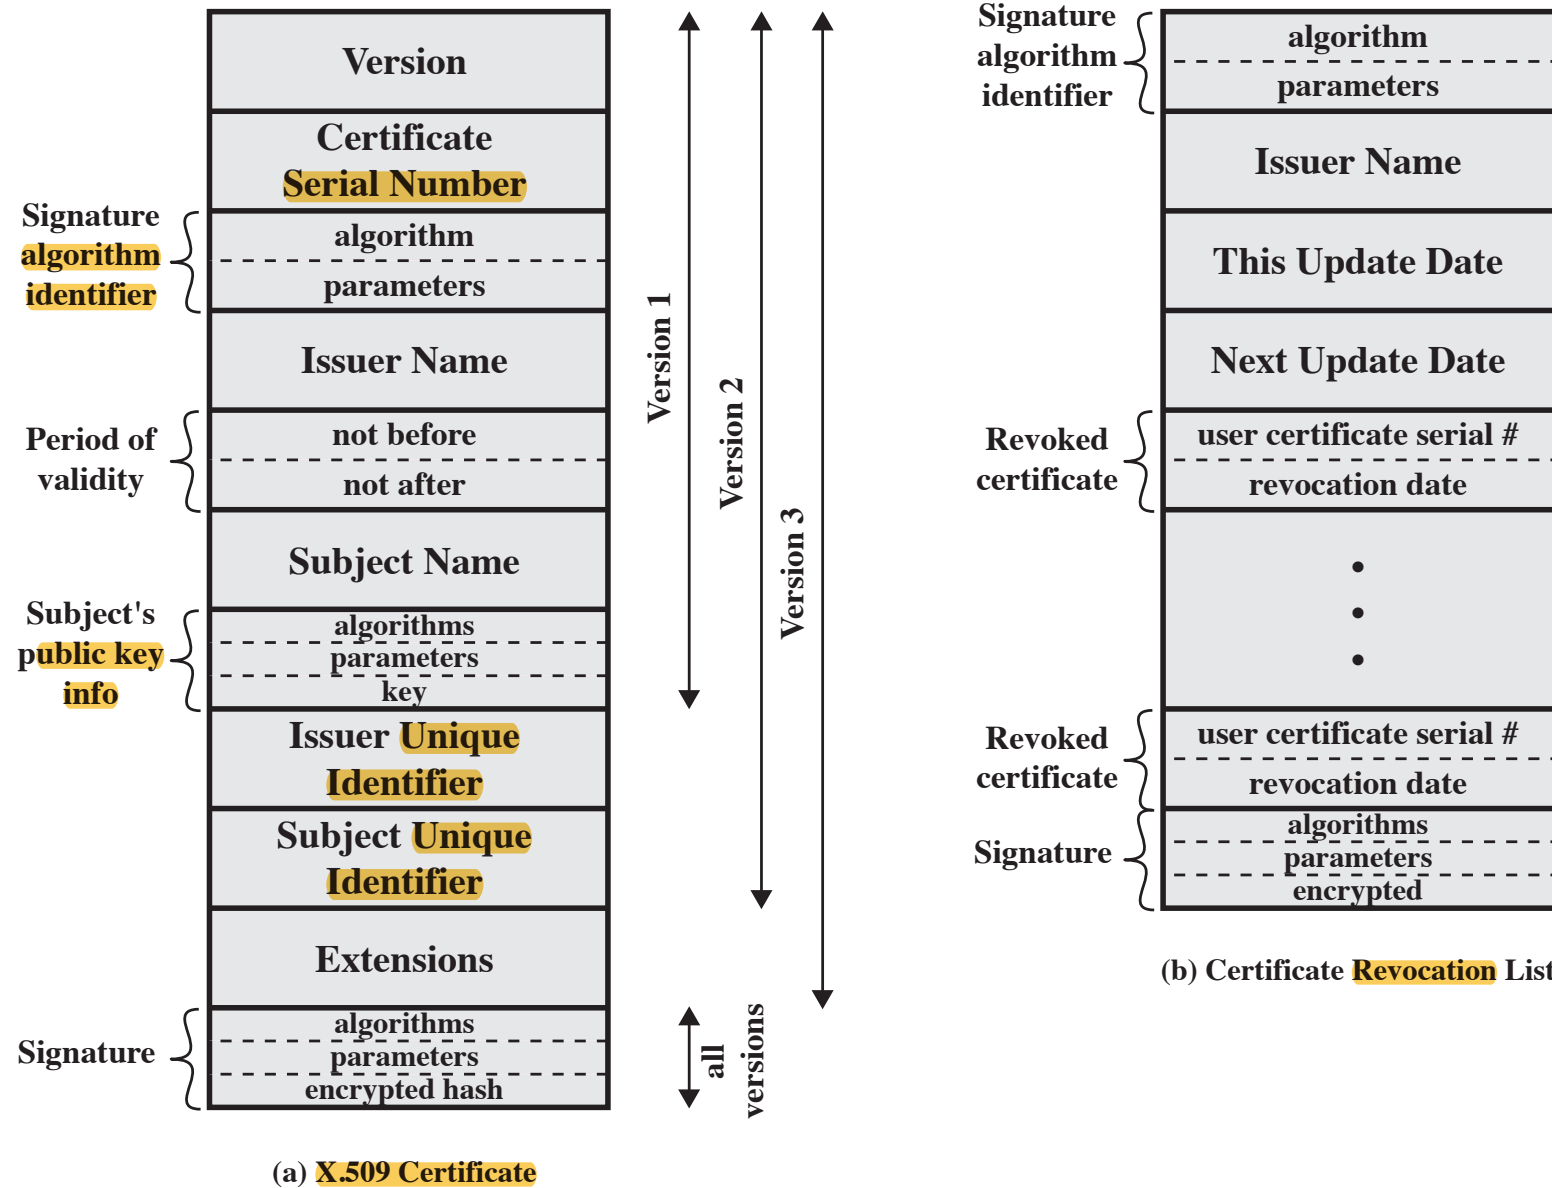 Version
Certificate
Serial Number
Signature
algorithm
identifier
algorithm
parameters
Issuer Name
Period of
validity
not before
not after
Subject Name
Subject's
public key
info
algorithms
parameters
key
Issuer Unique
Identifier
Subject Unique
Identifier
Extensions
Signature
algorithms
parameters
encrypted hash
Version 1
Version 2
Version 3
all
versions
(a) X.509 Certificate
Signature
algorithm
identifier
algorithm
parameters
Issuer Name
This Update Date
Next Update Date
Revoked
certificate
user certificate serial #
revocation date
Revoked
certificate
user certificate serial #
revocation date
Signature
algorithms
parameters
encrypted
(b) Certificate Revocation List